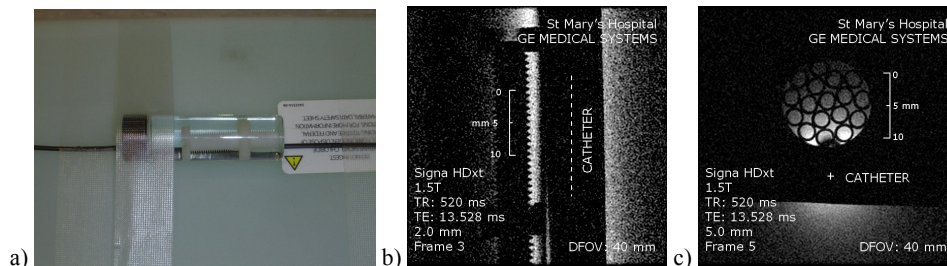 a)
b)
St Mary's Hospital
GE MEDICAL SYSTEMS
0
mm 5
10
CATHETER
Signa HDxt
1.5T
TR: 520 ms
TE: 13.528 ms
2.0 mm
Frame 3
DFOV: 40 mm
c)
St Mary's Hospital
GE MEDICAL SYSTEMS
0
5 mm
10
+ CATHETER
Signa HDxt
1.5T
TR: 520 ms
TE: 13.528 ms
5.0 mm
Frame 5
DFOV: 40 mm